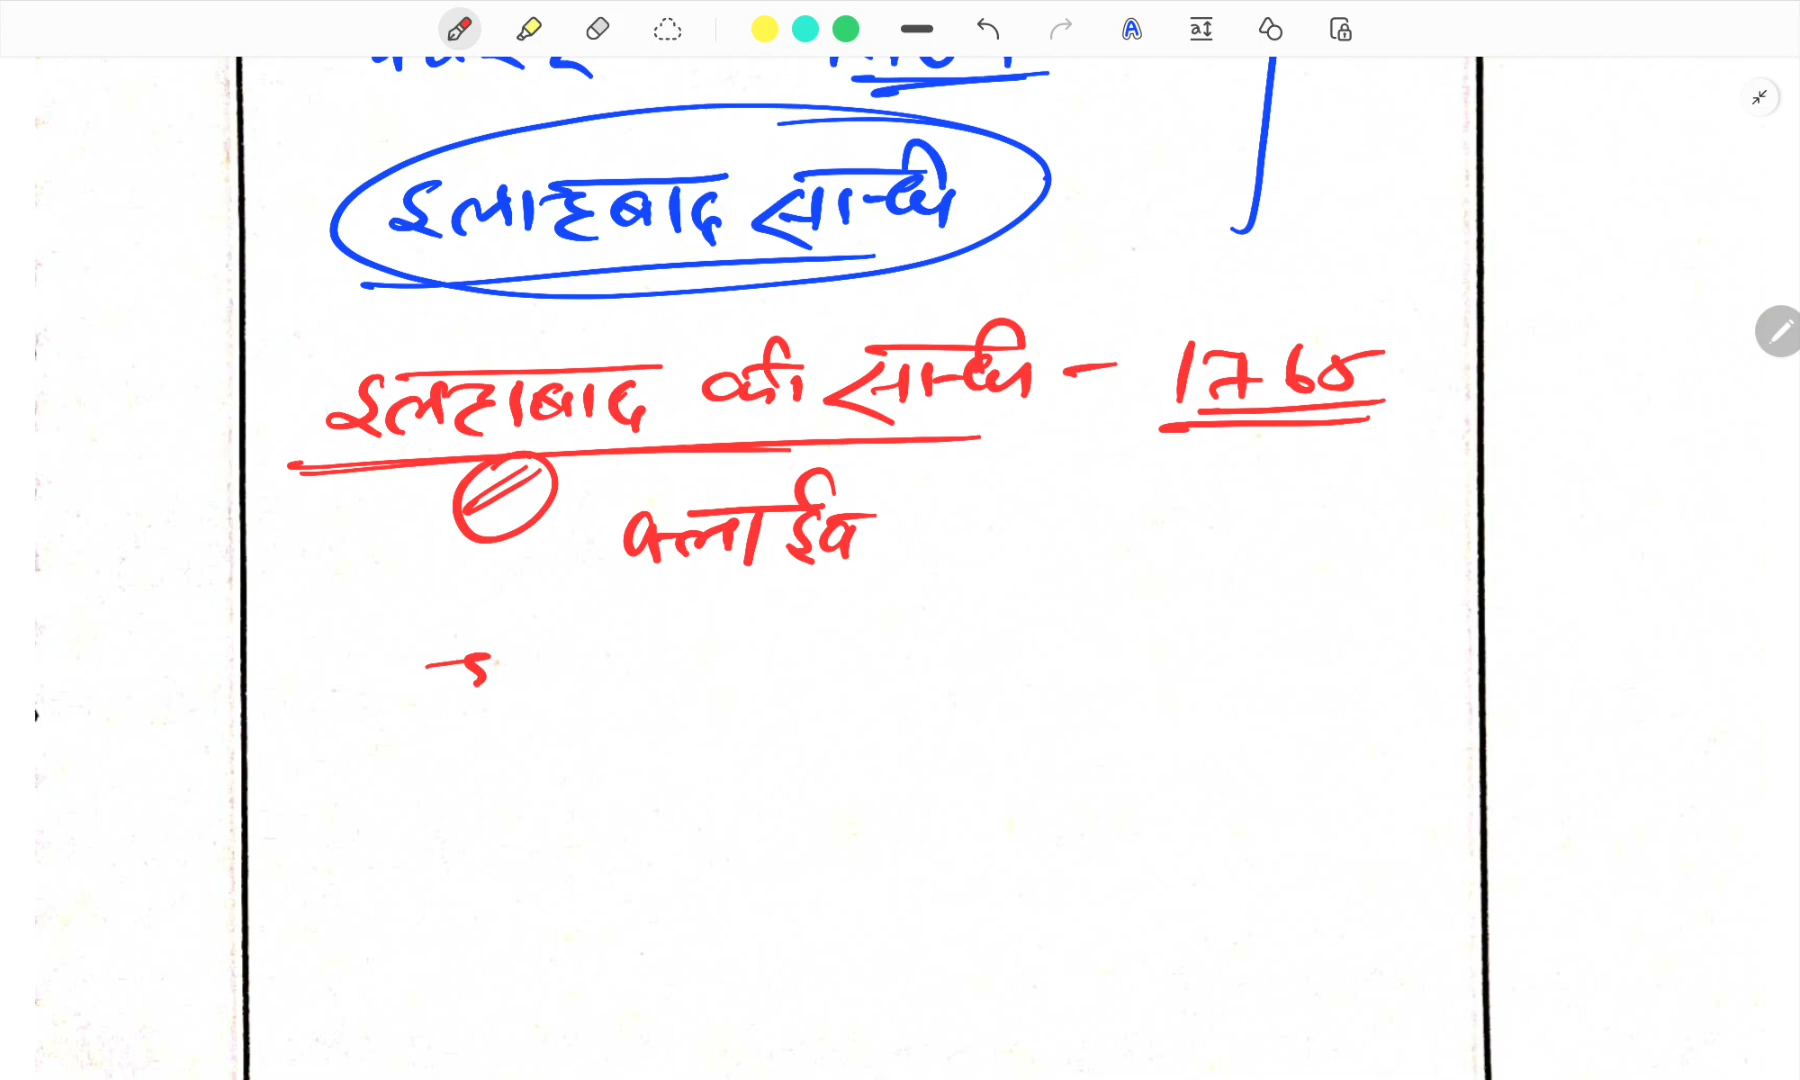 इलाहबाद सन्धि
इलाहाबाद की सन्धि - 1765
क्लाईव